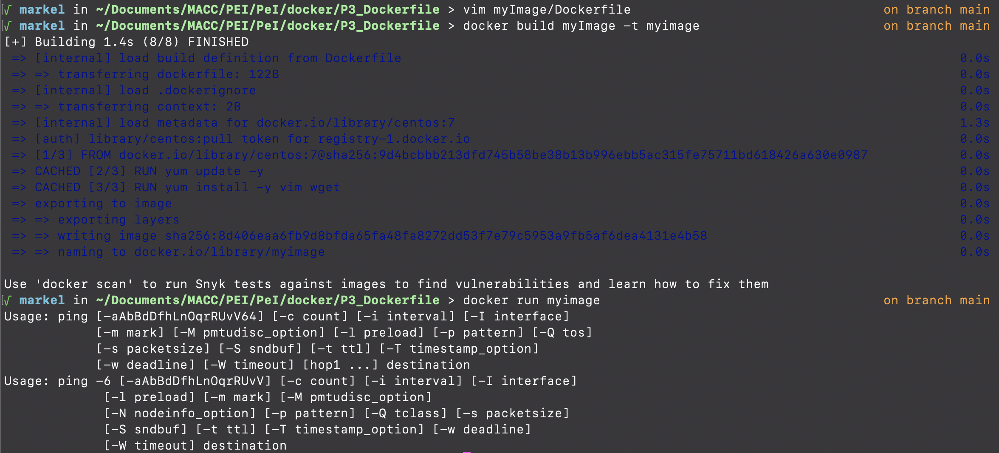 [√ markel in ~/Documents/MACC/PEI/PeI/docker/P3_Dockerfile > vim myImage/Dockerfile on branch main
[√ markel in ~/Documents/MACC/PEI/PeI/docker/P3_Dockerfile > docker build myImage -t myimage on branch main
[+] Building 1.4s (8/8) FINISHED
=> [internal] load build definition from Dockerfile 0.0s
=> => transferring dockerfile: 122B 0.0s
=> [internal] load .dockerignore 0.0s
=> => transferring context: 2B 0.0s
=> [internal] load metadata for docker.io/library/centos:7 1.3s
=> [auth] library/centos:pull token for registry-1.docker.io 0.0s
=> [1/3] FROM docker.io/library/centos:7@sha256:9d4bcbbb213dfd745b58be38b13b996ebb5ac315fe75711bd618426a630e0987 0.0s
=> CACHED [2/3] RUN yum update -y 0.0s
=> CACHED [3/3] RUN yum install -y vim wget 0.0s
=> exporting to image 0.0s
=> => exporting layers 0.0s
=> => writing image sha256:8d406eaa6fb9d8bfda65fa48fa8272dd53f7e79c5953a9fb5af6dea4131e4b58 0.0s
=> => naming to docker.io/library/myimage 0.0s
Use 'docker scan' to run Snyk tests against images to find vulnerabilities and learn how to fix them
[√ markel in ~/Documents/MACC/PEI/PeI/docker/P3_Dockerfile > docker run myimage on branch main
Usage: ping [-aAbBdDfhLnOqrRUvV64] [-c count] [-i interval] [-I interface]
[-m mark] [-M pmtudisc_option] [-l preload] [-p pattern] [-Q tos]
[-s packetsize] [-S sndbuf] [-t ttl] [-T timestamp_option]
[-w deadline] [-W timeout] [hop1 ...] destination
Usage: ping -6 [-aAbBdDfhLnOqrRUvV] [-c count] [-i interval] [-I interface]
[-l preload] [-m mark] [-M pmtudisc_option]
[-N nodeinfo_option] [-p pattern] [-Q tclass] [-s packetsize]
[-S sndbuf] [-t ttl] [-T timestamp_option] [-w deadline]
[-W timeout] destination